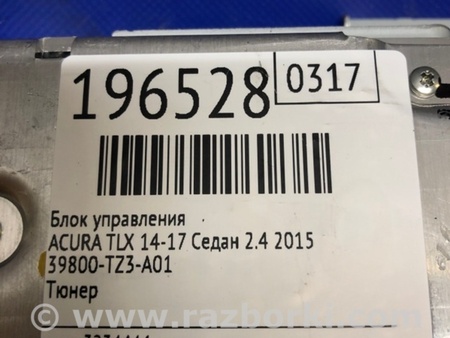 196528 0317
Блок управления
ACURA TLX 14-17 Седан 2.4 2015
39800-TZ3-A01
Тюнер
www.razborki.com